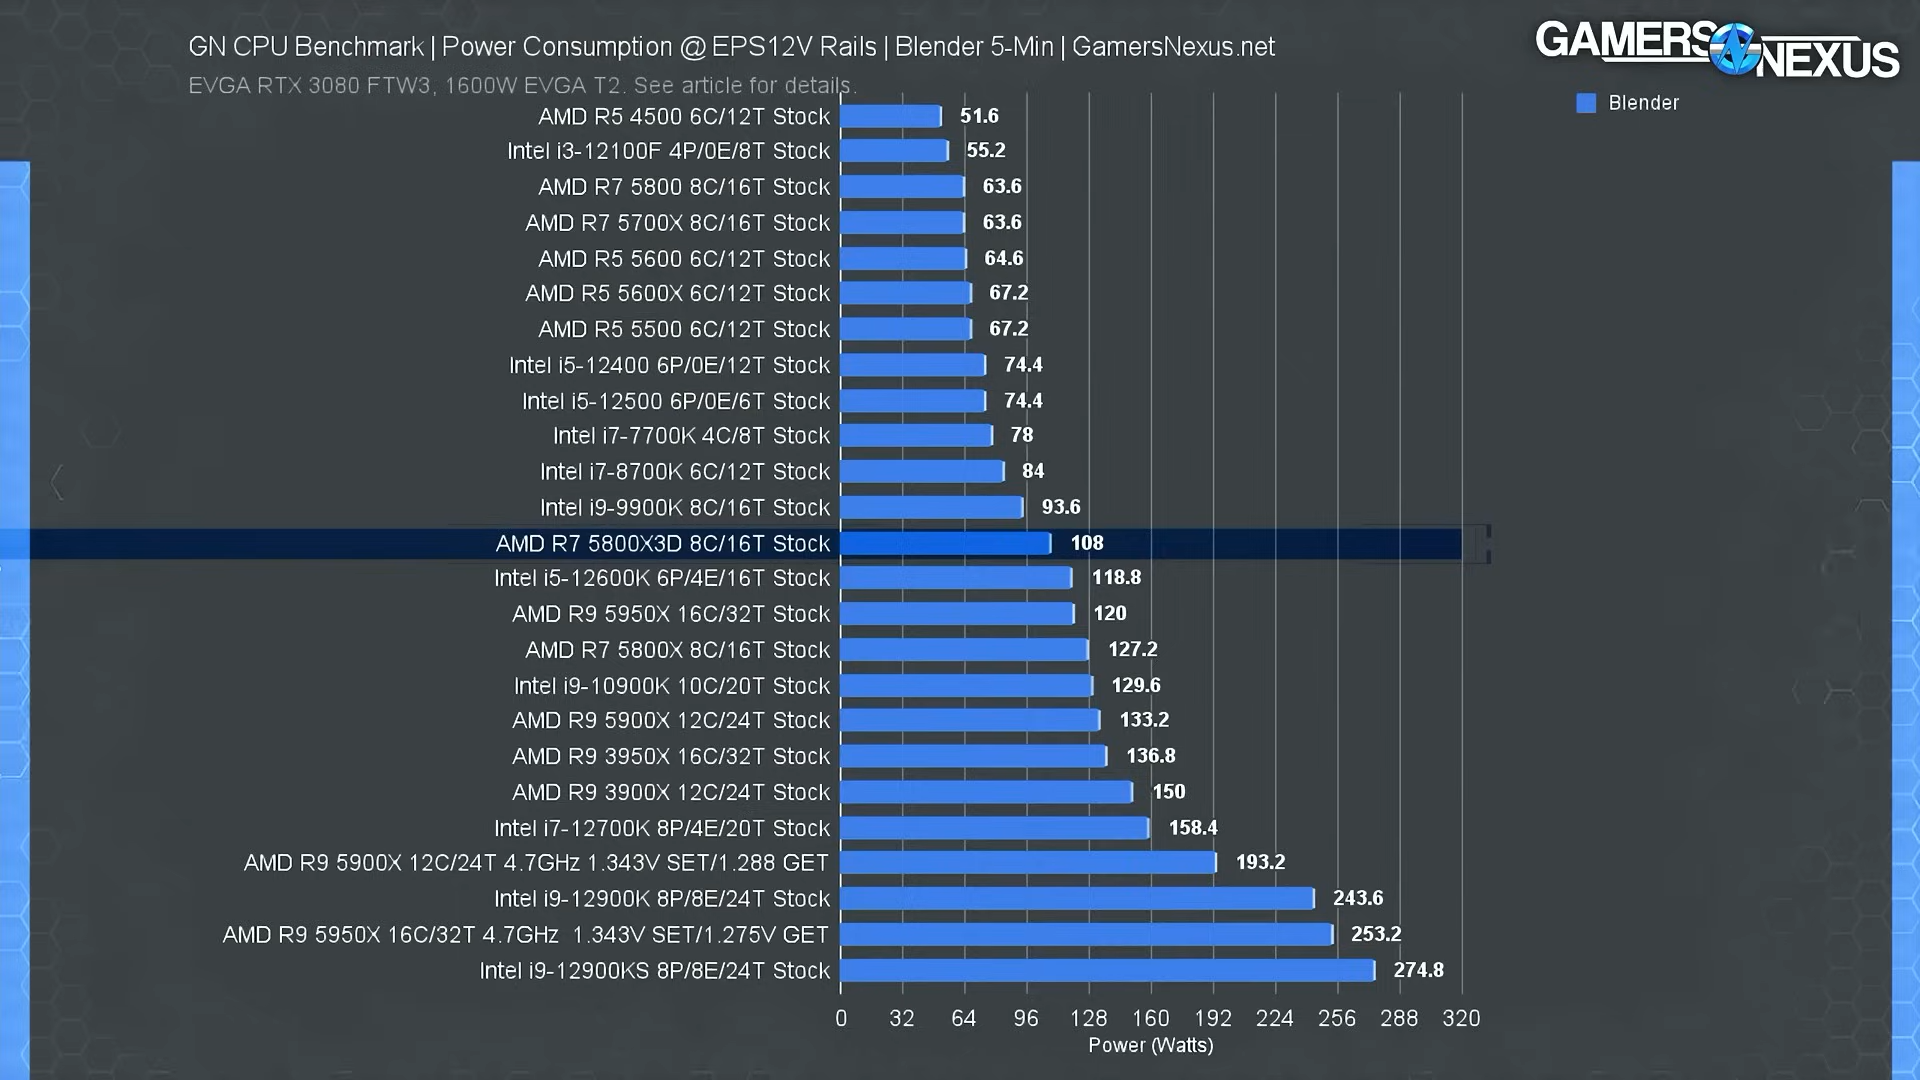 GN CPU Benchmark | Power Consumption @ EPS12V Rails | Blender 5-Min | GamersNexus.net
EVGA RTX 3080 FTW3, 1600W EVGA T2. See article for details.
GAMERS NEXUS
Blender
AMD R5 4500 6C/12T Stock 51.6
Intel i3-12100F 4P/0E/8T Stock 55.2
AMD R7 5800 8C/16T Stock 63.6
AMD R7 5700X 8C/16T Stock 63.6
AMD R5 5600 6C/12T Stock 64.6
AMD R5 5600X 6C/12T Stock 67.2
AMD R5 5500 6C/12T Stock 67.2
Intel i5-12400 6P/0E/12T Stock 74.4
Intel i5-12500 6P/0E/6T Stock 74.4
Intel i7-7700K 4C/8T Stock 78
Intel i7-8700K 6C/12T Stock 84
Intel i9-9900K 8C/16T Stock 93.6
AMD R7 5800X3D 8C/16T Stock 108
Intel i5-12600K 6P/4E/16T Stock 118.8
AMD R9 5950X 16C/32T Stock 120
AMD R7 5800X 8C/16T Stock 127.2
Intel i9-10900K 10C/20T Stock 129.6
AMD R9 5900X 12C/24T Stock 133.2
AMD R9 3950X 16C/32T Stock 136.8
AMD R9 3900X 12C/24T Stock 150
Intel i7-12700K 8P/4E/20T Stock 158.4
AMD R9 5900X 12C/24T 4.7GHz 1.343V SET/1.288 GET 193.2
Intel i9-12900K 8P/8E/24T Stock 243.6
AMD R9 5950X 16C/32T 4.7GHz 1.343V SET/1.275V GET 253.2
Intel i9-12900KS 8P/8E/24T Stock 274.8
0 32 64 96 128 160 192 224 256 288 320
Power (Watts)